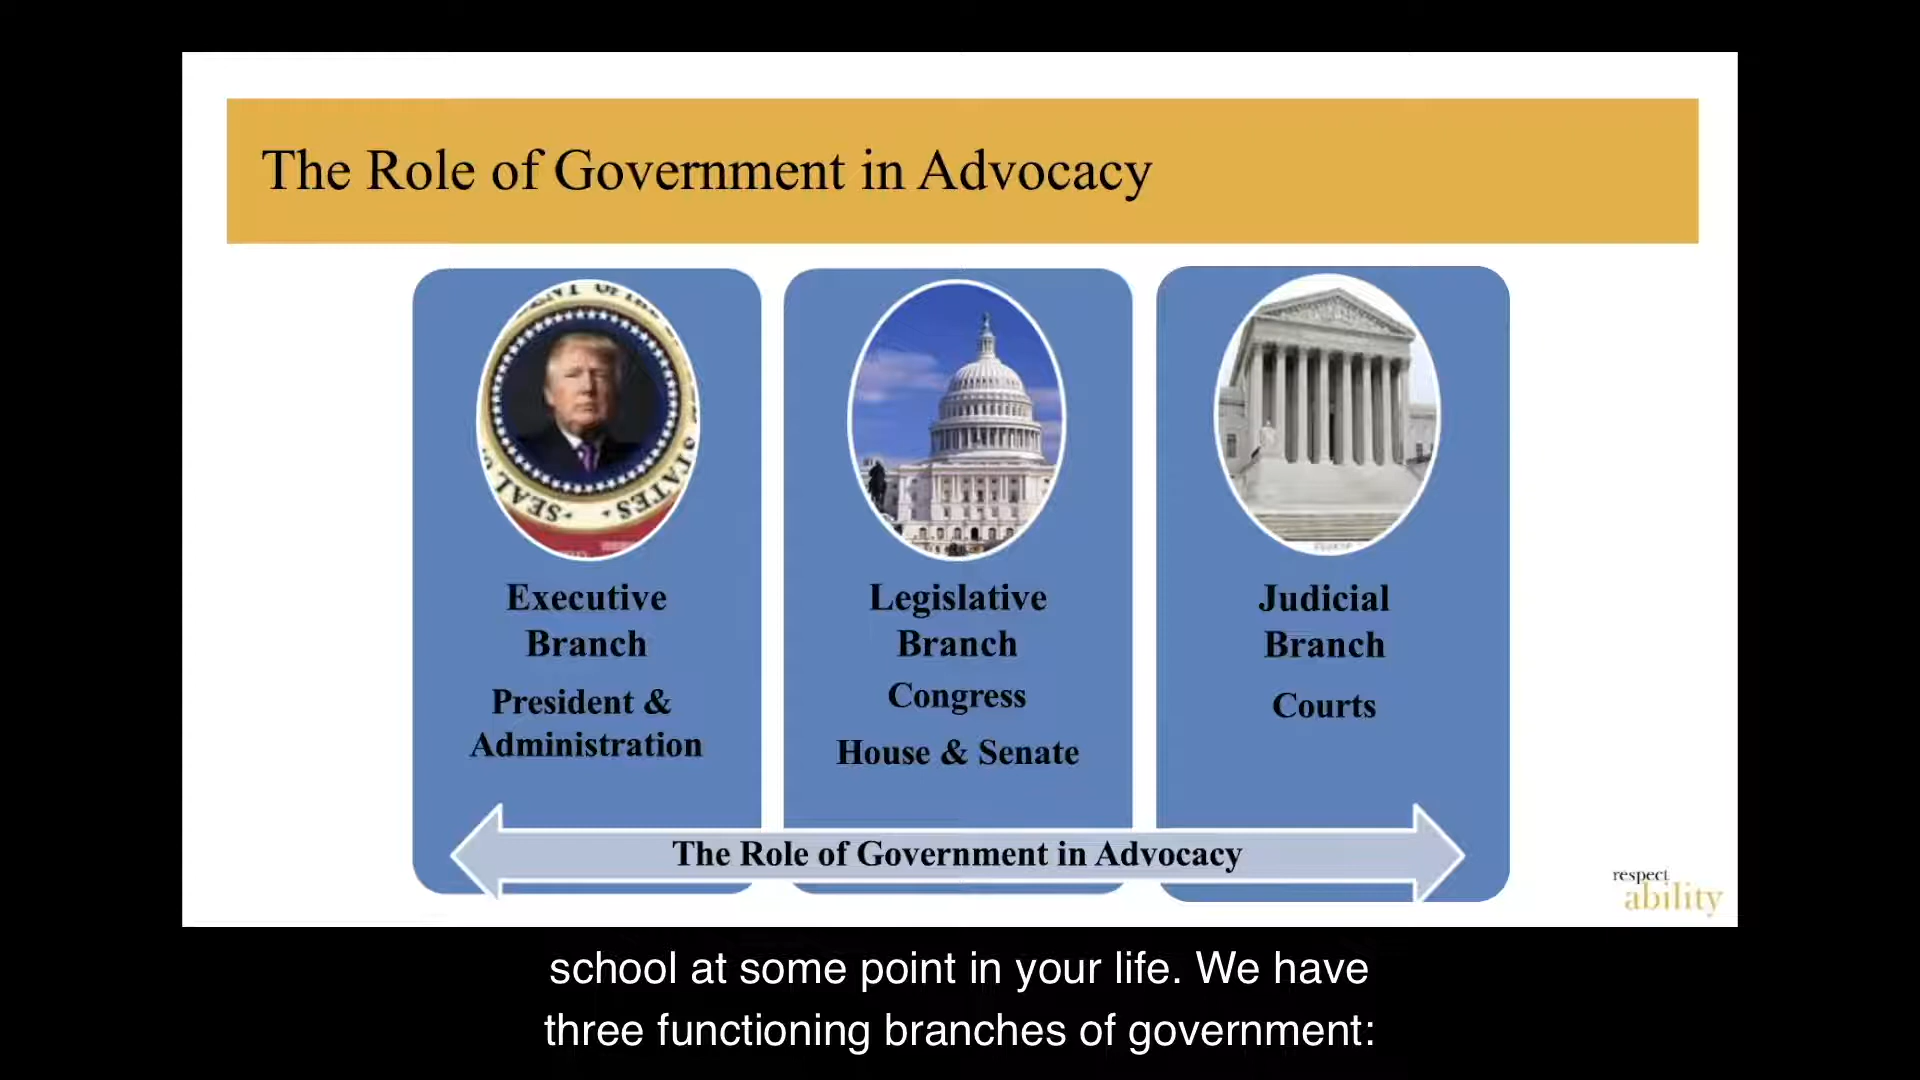 The Role of Government in Advocacy
SEAL
STATES
Executive
Branch
President &
Administration
Legislative
Branch
Congress
House & Senate
Judicial
Branch
Courts
The Role of Government in Advocacy
respect
ability
school at some point in your life. We have
three functioning branches of government: